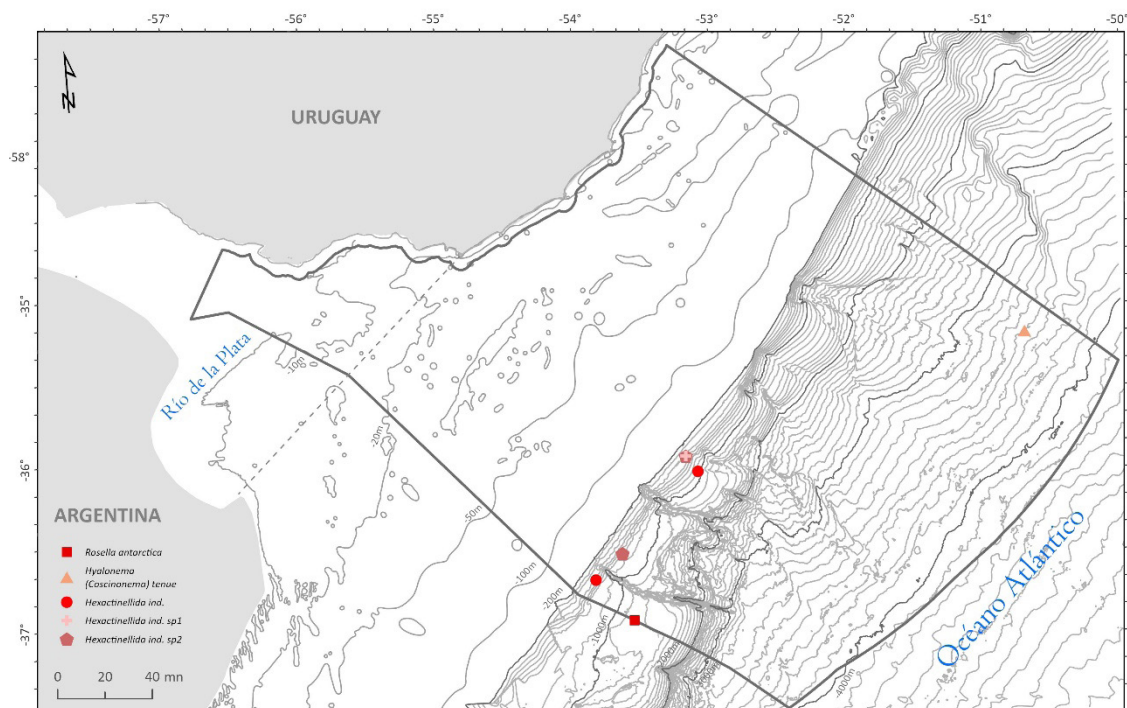 -57° -56° -55° -54° -53° -52° -51° -50°
N
URUGUAY
-58°
-35°
Río de la Plata
-10m
-20m
-36°
ARGENTINA
-50m
-100m
-200m
-1000m
-4000m
Océano Atlántico
Rosella antarctica
Hyalonema
(Coscinonema) tenue
Hexactinellida ind.
Hexactinellida ind. sp1
Hexactinellida ind. sp2
-37°
0 20 40 mn